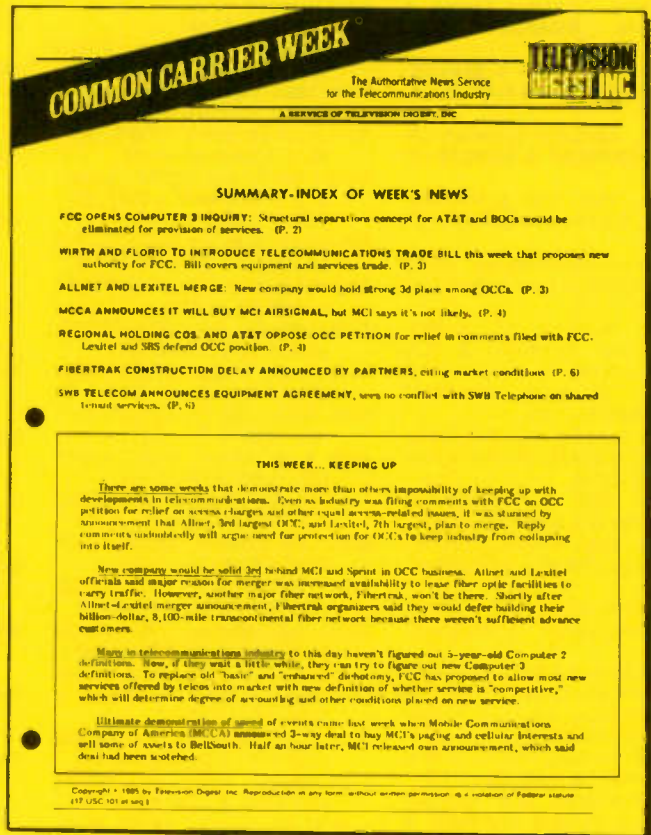 COMMON CARRIER WEEK
The Authoritative News Service
for the Telecommunications Industry
TELEVISION
DIGEST INC.
A SERVICE OF TELEVISION DIGEST, INC
SUMMARY-INDEX OF WEEK'S NEWS
FCC OPENS COMPUTER 3 INQUIRY: Structural separations concept for AT&T and BOCs would be
eliminated for provision of services. (P. 2)
WIRTH AND FLORIO TO INTRODUCE TELECOMMUNICATIONS TRADE BILL this week that proposes new
authority for FCC. Bill covers equipment and services trade. (P. 3)
ALLNET AND LEXITEL MERGE: New company would hold strong 3d place among OCCs. (P. 3)
MCCA ANNOUNCES IT WILL BUY MCI AIRSIGNAL, but MCI says it's not likely. (P. 4)
REGIONAL HOLDING COS. AND AT&T OPPOSE OCC PETITION for relief in comments filed with FCC.
Lexitel and SBS defend OCC position. (P. 4)
FIBERTRAK CONSTRUCTION DELAY ANNOUNCED BY PARTNERS, citing market conditions (P. 6)
SWB TELECOM ANNOUNCES EQUIPMENT AGREEMENT, sees no conflict with SWB Telephone on shared
tenant services. (P. 6)
THIS WEEK... KEEPING UP
There are some weeks that demonstrate more than others impossibility of keeping up with
developments in telecommunications. Even as industry was filing comments with FCC on OCC
petition for relief on access charges and other equal access-related issues, it was stunned by
announcement that Allnet, 3rd largest OCC, and Lexitel, 7th largest, plan to merge. Reply
comments undoubtedly will argue need for protection for OCCs to keep industry from collapsing
into itself.
New company would be solid 3rd behind MCI and Sprint in OCC business. Allnet and Lexitel
officials said major reason for merger was increased availability to lease fiber optic facilities to
carry traffic. However, another major fiber network, Fibertrak, won't be there. Shortly after
Allnet-Lexitel merger announcement, Fibertrak organizers said they would defer building their
billion-dollar, 8,100-mile transcontinental fiber network because there weren't sufficient advance
customers.
Many in telecommunications industry to this day haven't figured out 5-year-old Computer 2
definitions. Now, if they wait a little while, they can try to figure out new Computer 3
definitions. To replace old "basic" and "enhanced" dichotomy, FCC has proposed to allow most new
services offered by telcos into market with new definition of whether service is "competitive,"
which will determine degree of accounting and other conditions placed on new service.
Ultimate demonstration of speed of events came last week when Mobile Communications
Company of America (MCCA) announced 3-way deal to buy MCI's paging and cellular interests and
sell some of assets to BellSouth. Half an hour later, MCI released own announcement, which said
deal had been scotched.
Copyright © 1985 by Television Digest Inc. Reproduction in any form, without written permission, is a violation of Federal statute
(17 USC 101 et seq.)